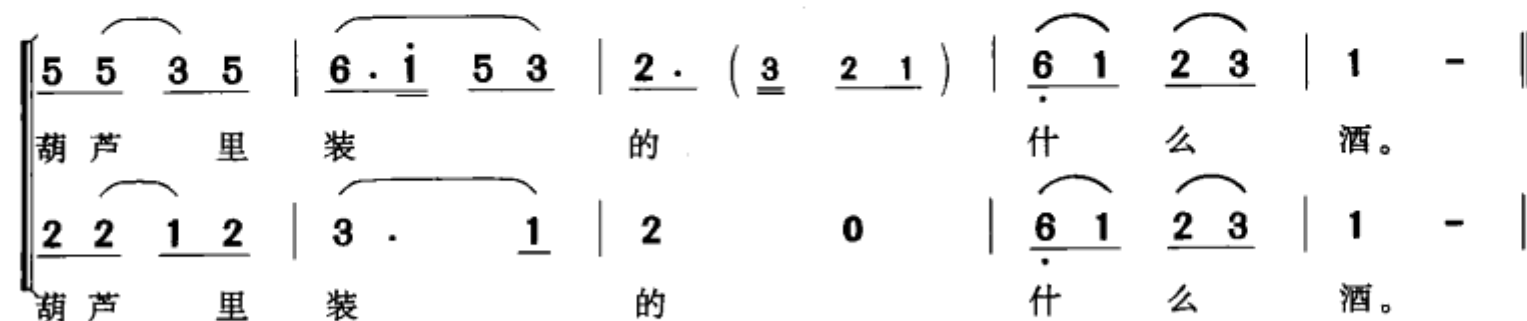 5 5 3 5 | 6 . 1 5 3 | 2 . ( 3 2 1 ) | 6 1 2 3 | 1 - ‖
葫 芦 里 装 的 什 么 酒。
2 2 1 2 | 3 . 1 | 2 0 | 6 1 2 3 | 1 - |
葫 芦 里 装 的 什 么 酒。